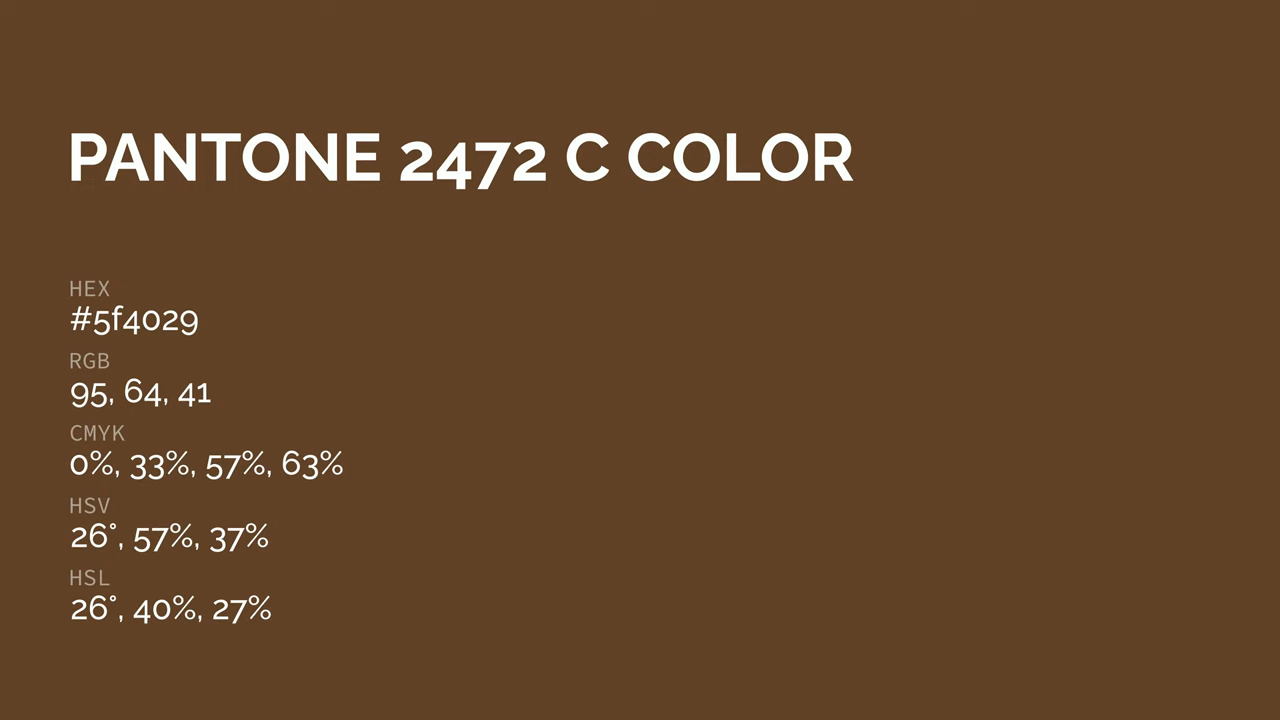 PANTONE 2472 C COLOR
HEX
#5f4029
RGB
95, 64, 41
CMYK
0%, 33%, 57%, 63%
HSV
26°, 57%, 37%
HSL
26°, 40%, 27%